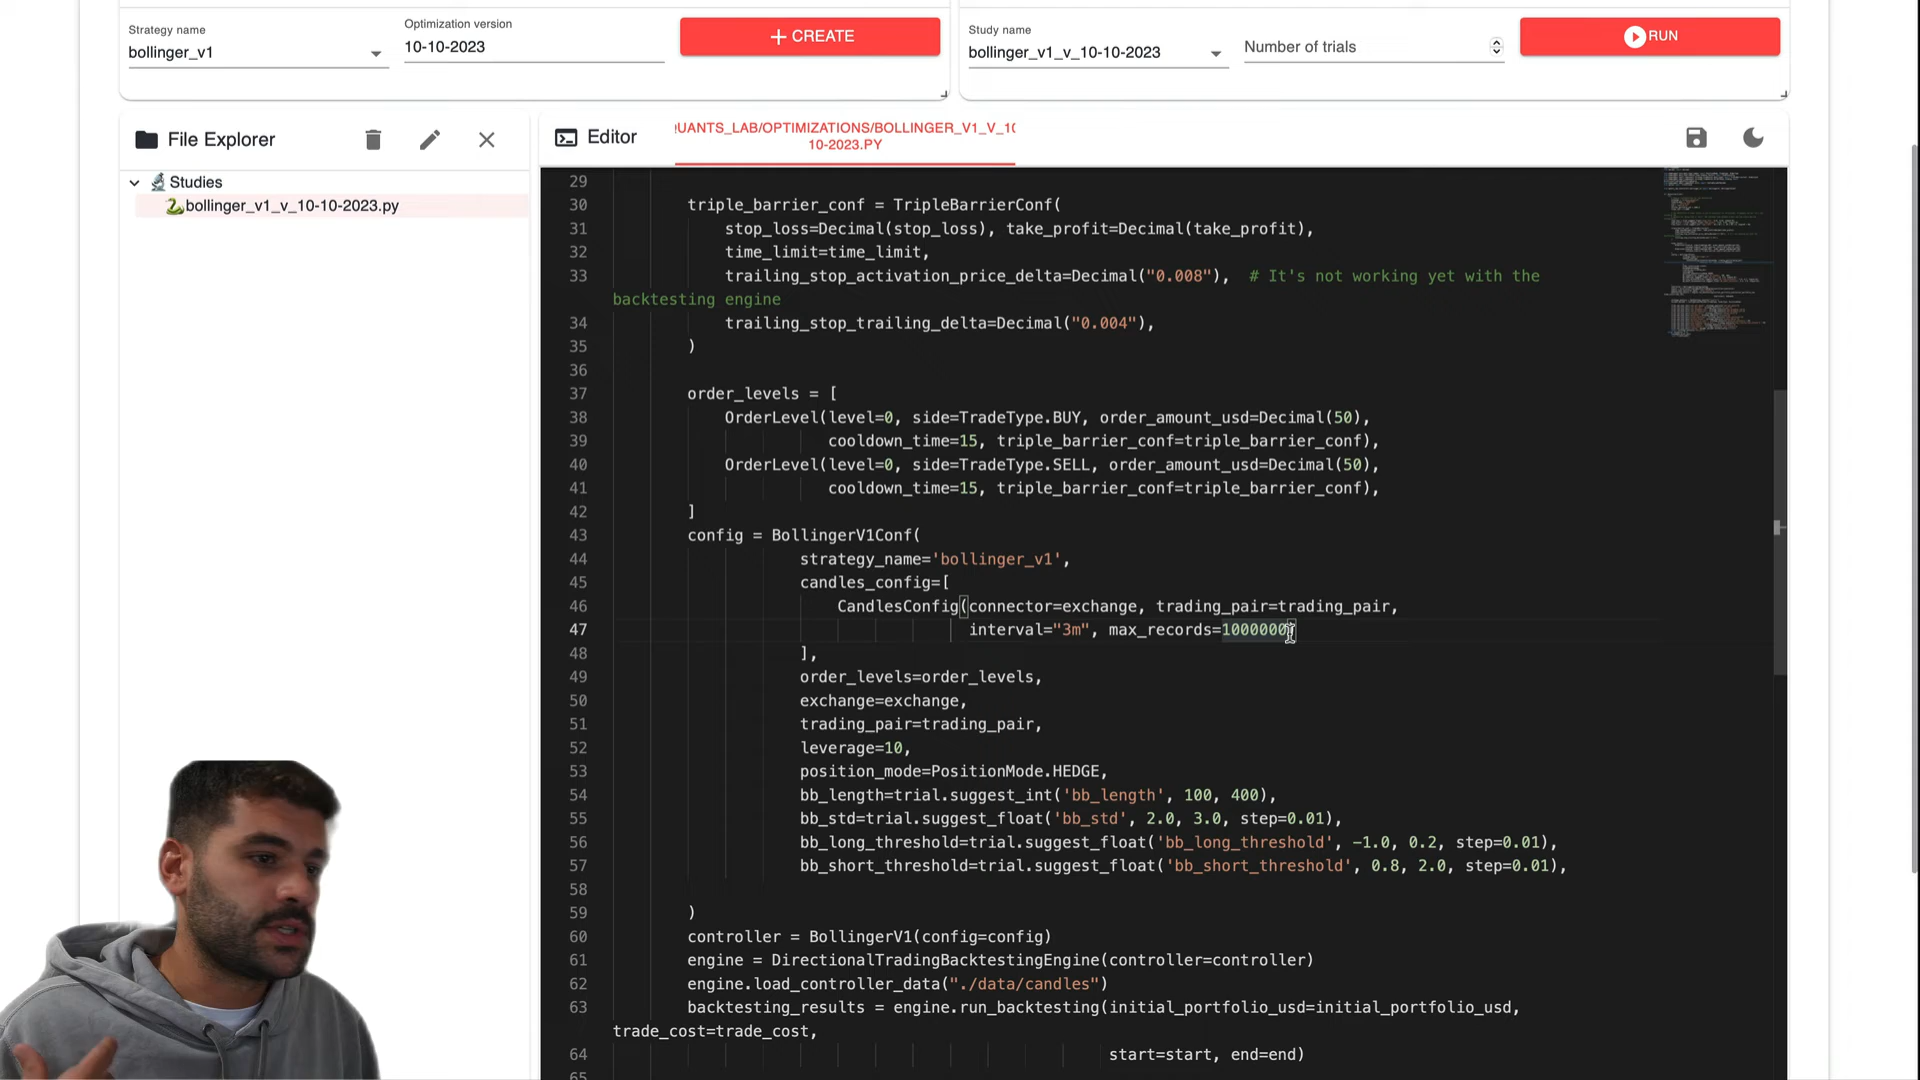 Strategy name
bollinger_v1
Optimization version
10-10-2023
CREATE
Study name
bollinger_v1_v_10-10-2023
Number of trials
RUN
File Explorer
Studies
bollinger_v1_v_10-10-2023.py
Editor
QUANTS_LAB/OPTIMIZATIONS/BOLLINGER_V1_V_10
10-2023.PY
29
30 triple_barrier_conf = TripleBarrierConf(
31 stop_loss=Decimal(stop_loss), take_profit=Decimal(take_profit),
32 time_limit=time_limit,
33 trailing_stop_activation_price_delta=Decimal("0.008"),  # It's not working yet with the
backtesting engine
34 trailing_stop_trailing_delta=Decimal("0.004"),
35 )
36
37 order_levels = [
38 OrderLevel(level=0, side=TradeType.BUY, order_amount_usd=Decimal(50),
39 cooldown_time=15, triple_barrier_conf=triple_barrier_conf),
40 OrderLevel(level=0, side=TradeType.SELL, order_amount_usd=Decimal(50),
41 cooldown_time=15, triple_barrier_conf=triple_barrier_conf),
42 ]
43 config = BollingerV1Conf(
44 strategy_name='bollinger_v1',
45 candles_config=[
46 CandlesConfig(connector=exchange, trading_pair=trading_pair,
47 interval="3m", max_records=1000000)
48 ],
49 order_levels=order_levels,
50 exchange=exchange,
51 trading_pair=trading_pair,
52 leverage=10,
53 position_mode=PositionMode.HEDGE,
54 bb_length=trial.suggest_int('bb_length', 100, 400),
55 bb_std=trial.suggest_float('bb_std', 2.0, 3.0, step=0.01),
56 bb_long_threshold=trial.suggest_float('bb_long_threshold', -1.0, 0.2, step=0.01),
57 bb_short_threshold=trial.suggest_float('bb_short_threshold', 0.8, 2.0, step=0.01),
58
59 )
60 controller = BollingerV1(config=config)
61 engine = DirectionalTradingBacktestingEngine(controller=controller)
62 engine.load_controller_data("./data/candles")
63 backtesting_results = engine.run_backtesting(initial_portfolio_usd=initial_portfolio_usd,
trade_cost=trade_cost,
64 start=start, end=end)
65